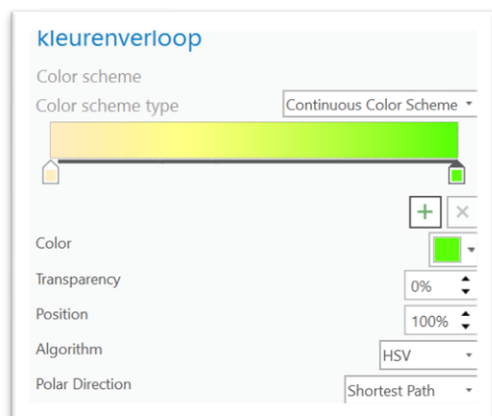 kleurenverloop
Color scheme
Color scheme type Continuous Color Scheme
Color
Transparency 0%
Position 100%
Algorithm HSV
Polar Direction Shortest Path